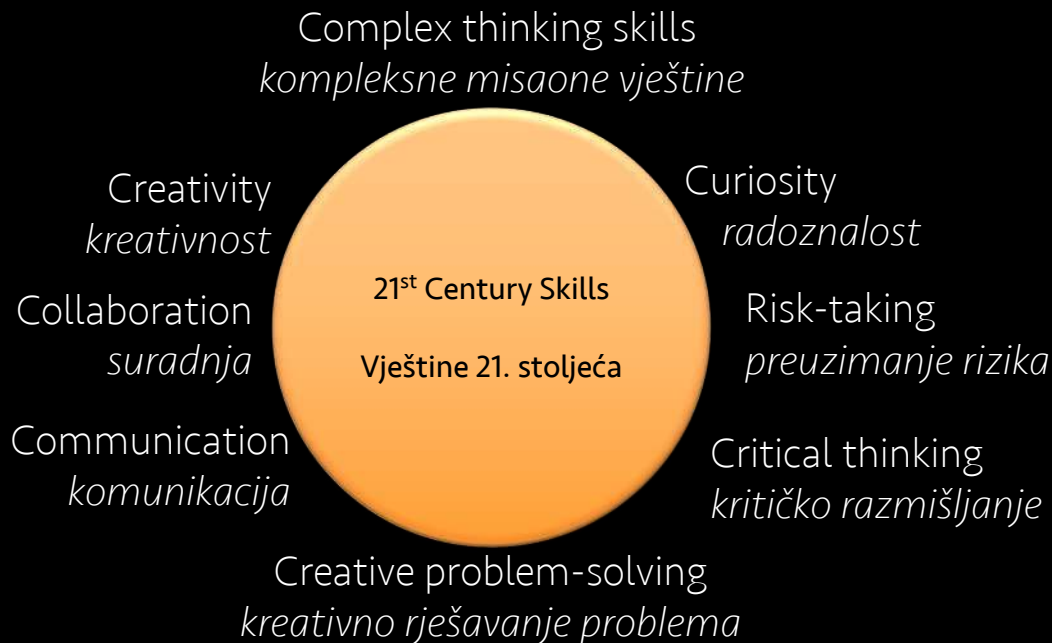 Complex thinking skills
kompleksne misaone vještine
Creativity
kreativnost
Curiosity
radoznalost
Collaboration
suradnja
21st Century Skills
Vještine 21. stoljeća
Risk-taking
preuzimanje rizika
Communication
komunikacija
Critical thinking
kritičko razmišljanje
Creative problem-solving
kreativno rješavanje problema